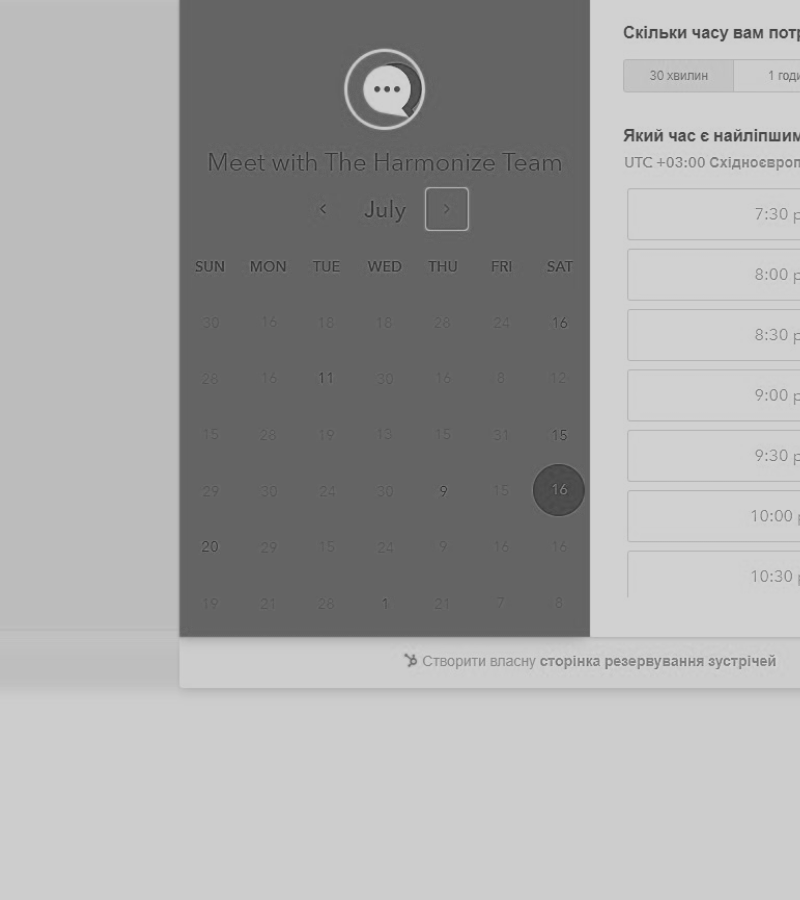 Meet with The Harmonize Team
July
SUN MON TUE WED THU FRI SAT
30 16 18 18 28 24 16
28 16 11 30 16 8 12
15 28 19 13 15 31 15
29 30 24 30 9 15 16
20 29 15 24 9 16 16
19 21 28 1 21 7 8
Скільки часу вам потр
30 хвилин 1 годи
Який час є найліпшим
UTC +03:00 Східноєвроп
7:30 p
8:00 p
8:30 p
9:00 p
9:30 p
10:00 p
10:30 p
Створити власну сторінка резервування зустрічей